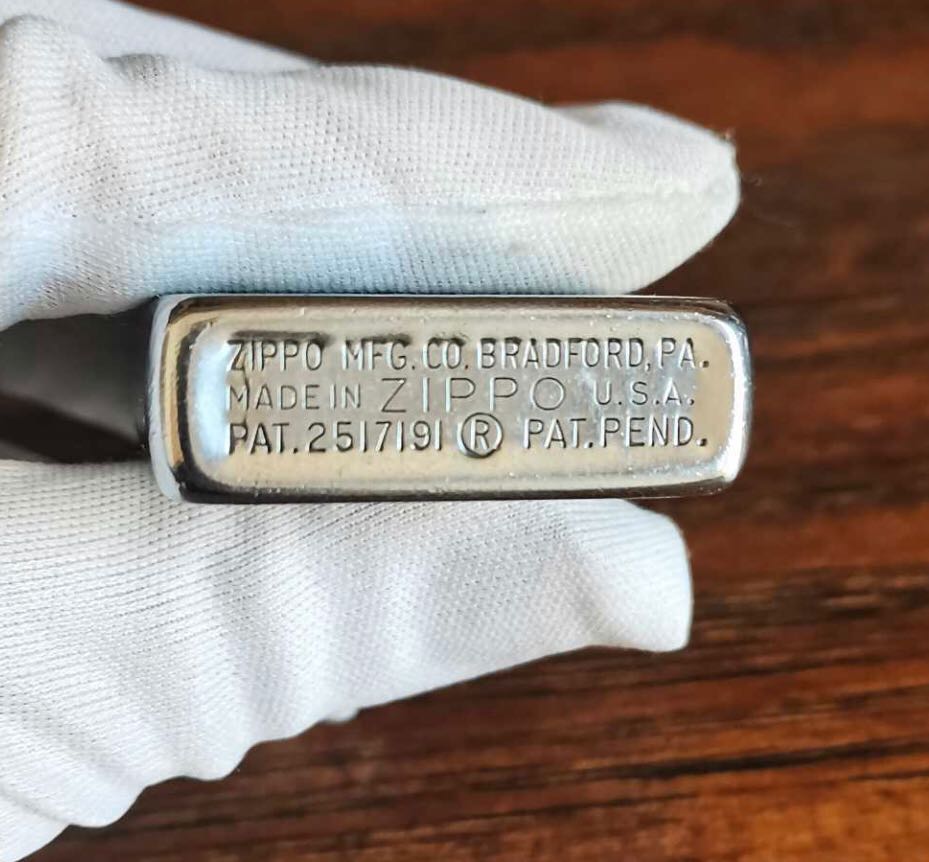 ZIPPO MFG. CO. BRADFORD, PA.
MADE IN ZIPPO U.S.A.
PAT. 2517191 ® PAT. PEND.